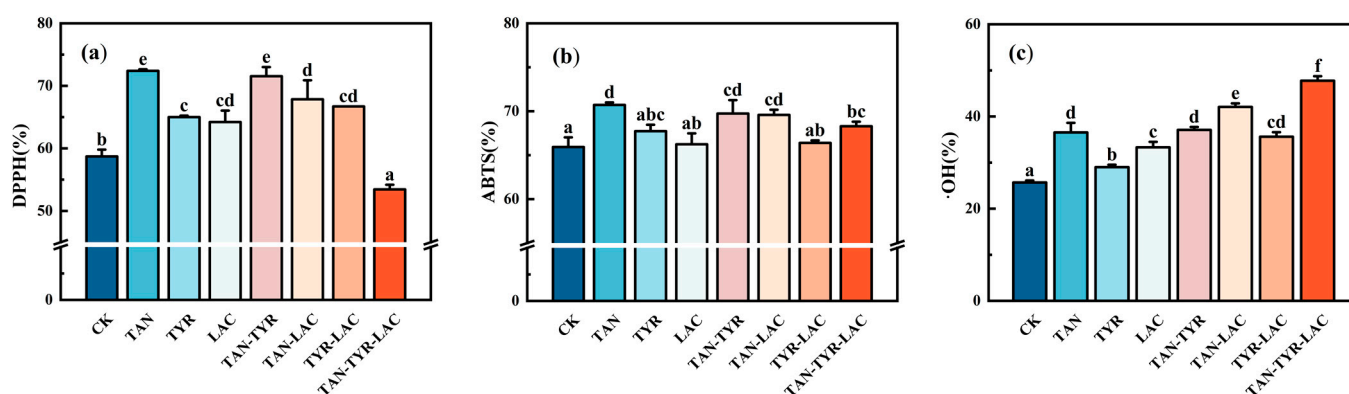 (a)
DPPH(%)
80
70
60
50
0
b
e
c
cd
e
d
cd
a
CK
TAN
TYR
LAC
TAN-TYR
TAN-LAC
TYR-LAC
TAN-TYR-LAC
(b)
ABTS(%)
80
70
60
0
a
d
abc
ab
cd
cd
ab
bc
CK
TAN
TYR
LAC
TAN-TYR
TAN-LAC
TYR-LAC
TAN-TYR-LAC
(c)
·OH(%)
60
40
20
0
a
d
b
c
d
e
cd
f
CK
TAN
TYR
LAC
TAN-TYR
TAN-LAC
TYR-LAC
TAN-TYR-LAC